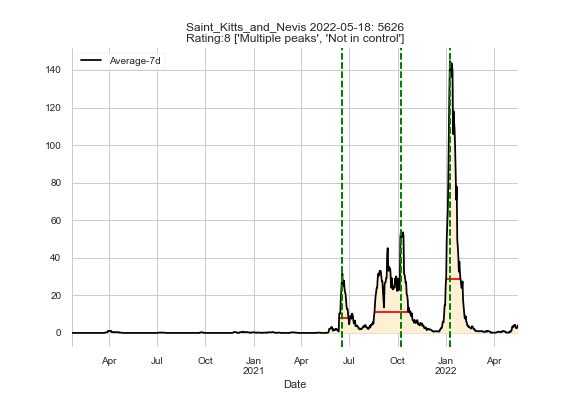 Saint_Kitts_and_Nevis 2022-05-18: 5626
Rating:8 ['Multiple peaks', 'Not in control']
Average-7d
140
120
100
80
60
40
20
0
Apr Jul Oct Jan Apr Jul Oct Jan Apr
2021 2022
Date